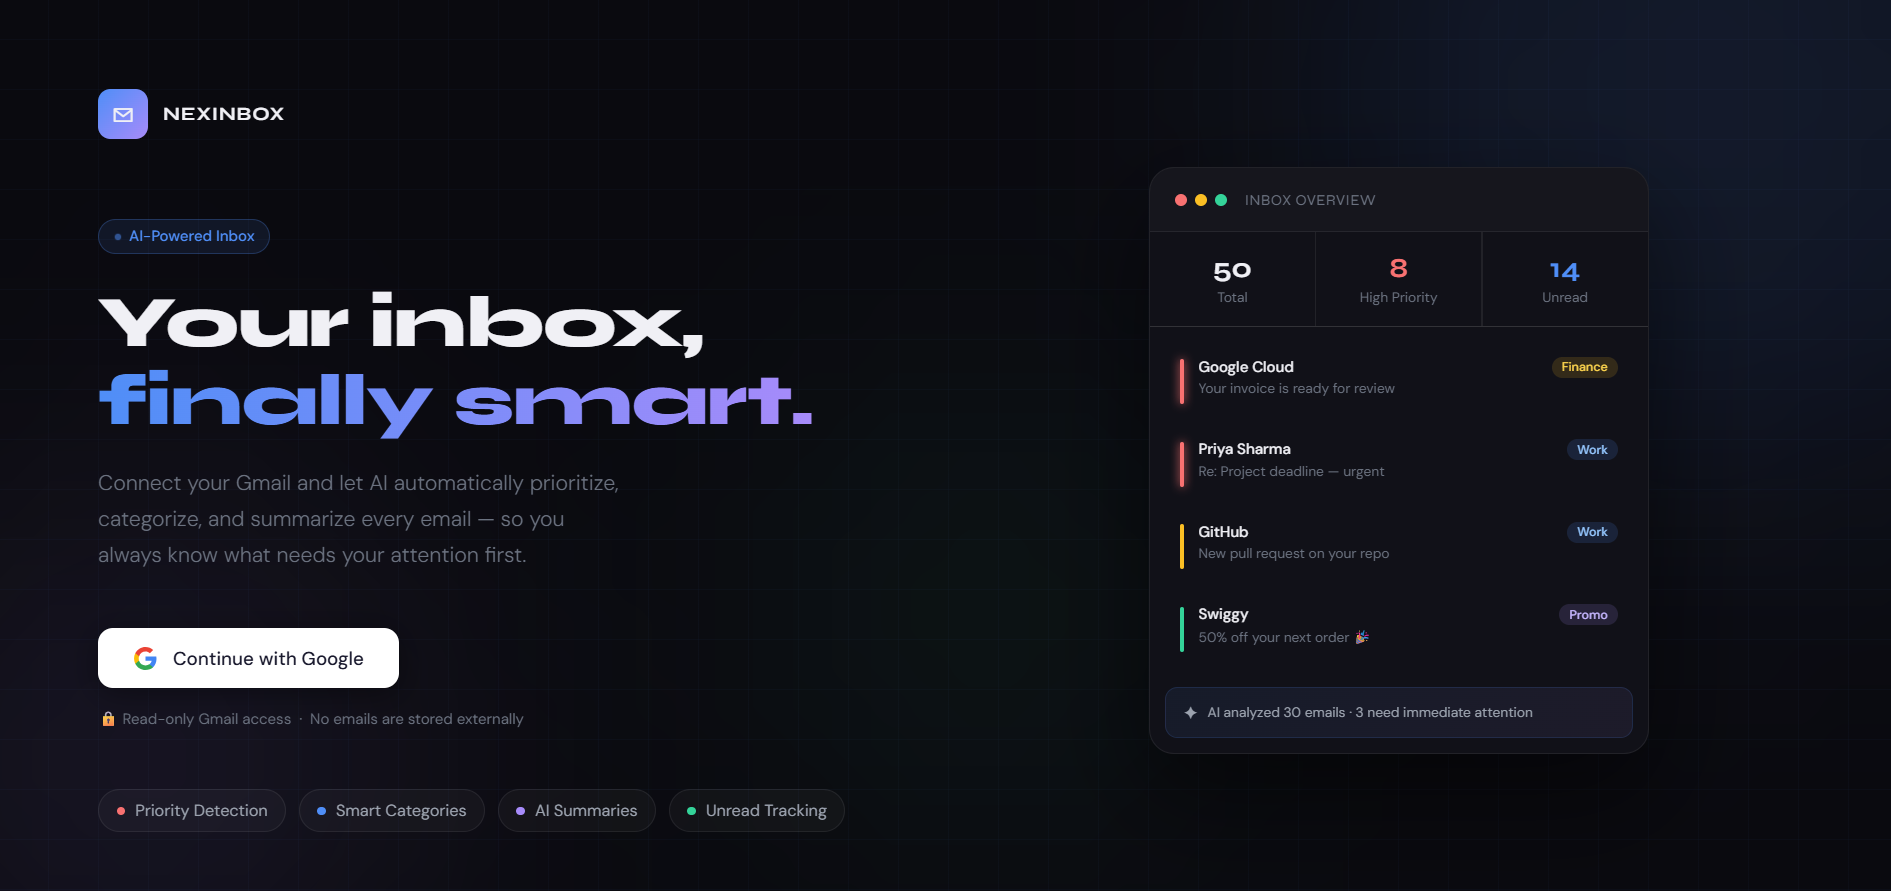 NEXINBOX
AI-Powered Inbox
Your inbox,
finally smart.
Connect your Gmail and let AI automatically prioritize,
categorize, and summarize every email — so you
always know what needs your attention first.
Continue with Google
🔒 Read-only Gmail access · No emails are stored externally
Priority Detection
Smart Categories
AI Summaries
Unread Tracking
INBOX OVERVIEW
50
Total
8
High Priority
14
Unread
Google Cloud
Finance
Your invoice is ready for review
Priya Sharma
Work
Re: Project deadline — urgent
GitHub
Work
New pull request on your repo
Swiggy
Promo
50% off your next order 🎉
✦ AI analyzed 30 emails · 3 need immediate attention